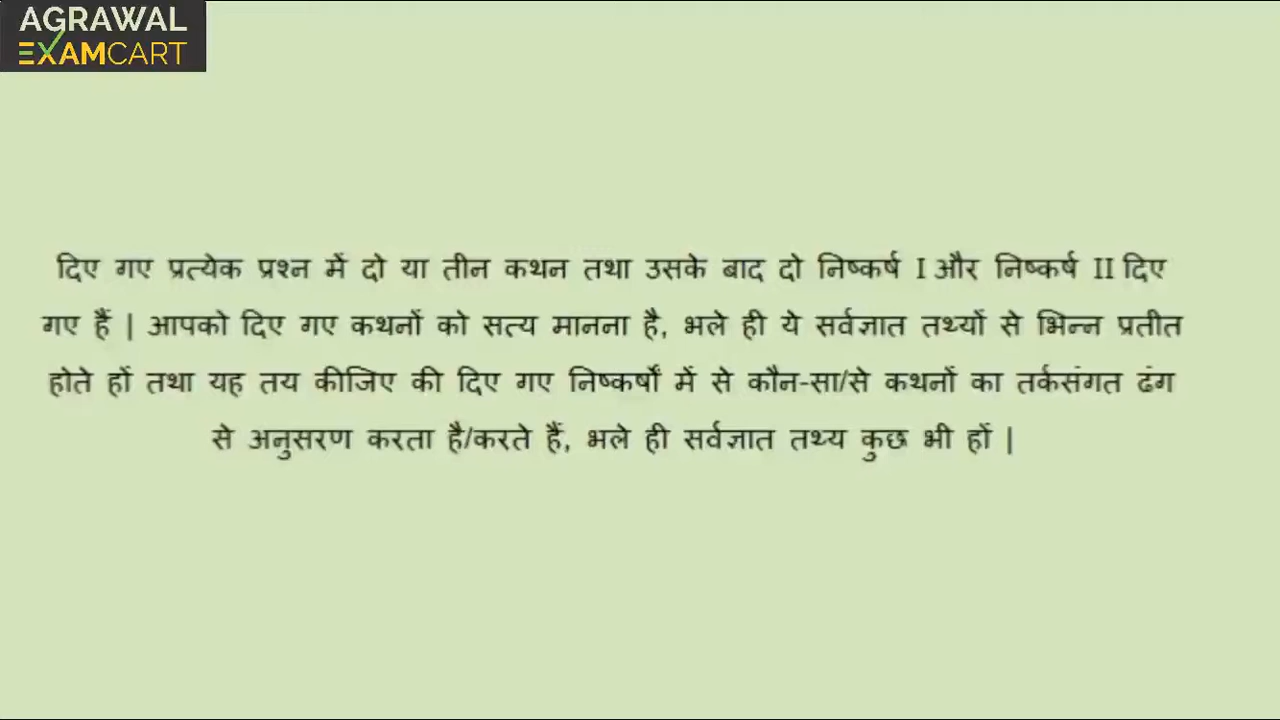 AGRAWAL
EXAMCART
दिए गए प्रत्येक प्रश्न में दो या तीन कथन तथा उसके बाद दो निष्कर्ष I और निष्कर्ष II दिए
गए हैं | आपको दिए गए कथनों को सत्य मानना है, भले ही ये सर्वज्ञात तथ्यों से भिन्न प्रतीत
होते हों तथा यह तय कीजिए की दिए गए निष्कर्षों में से कौन-सा/से कथनों का तर्कसंगत ढंग
से अनुसरण करता है/करते हैं, भले ही सर्वज्ञात तथ्य कुछ भी हों |